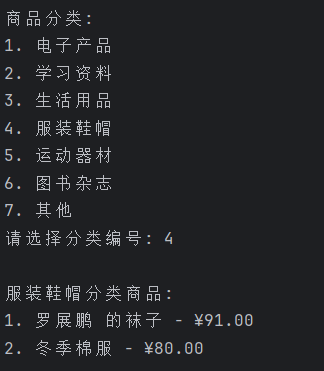 商品分类:
1. 电子产品
2. 学习资料
3. 生活用品
4. 服装鞋帽
5. 运动器材
6. 图书杂志
7. 其他
请选择分类编号: 4
服装鞋帽分类商品:
1. 罗展鹏 的袜子 - ¥91.00
2. 冬季棉服 - ¥80.00